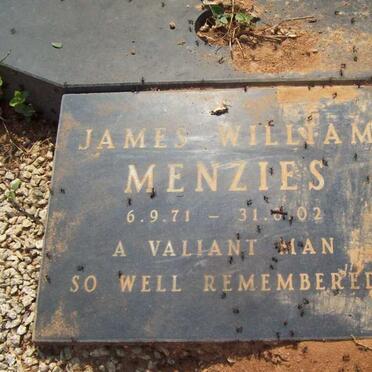 JAMES WILLIAM
MENZIES
6.9.71 –
A VALIANT MAN
SO WELL REMEMBERED